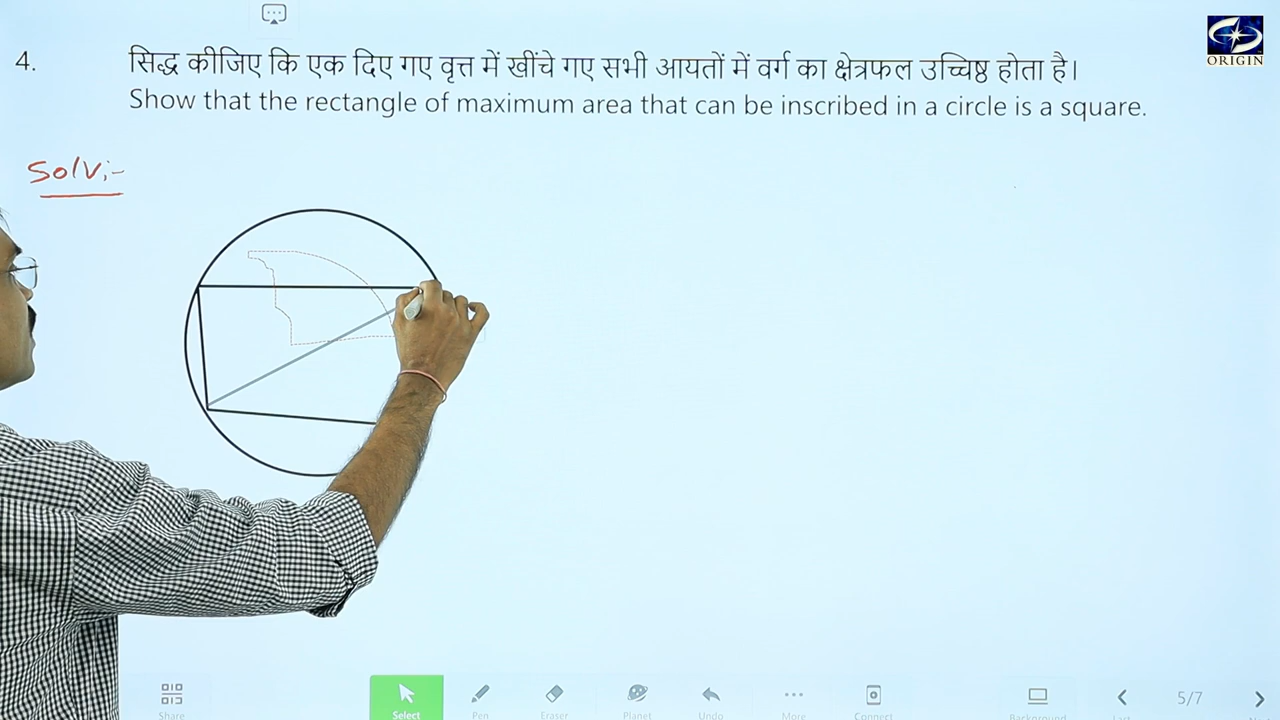 ORIGIN
4.
सिद्ध कीजिए कि एक दिए गए वृत्त में खींचे गए सभी आयतों में वर्ग का क्षेत्रफल उच्चिष्ठ होता है।
Show that the rectangle of maximum area that can be inscribed in a circle is a square.
Solv:-
Share
Select
Pen
Eraser
Planet
Undo
More
Connect
Background
5/7